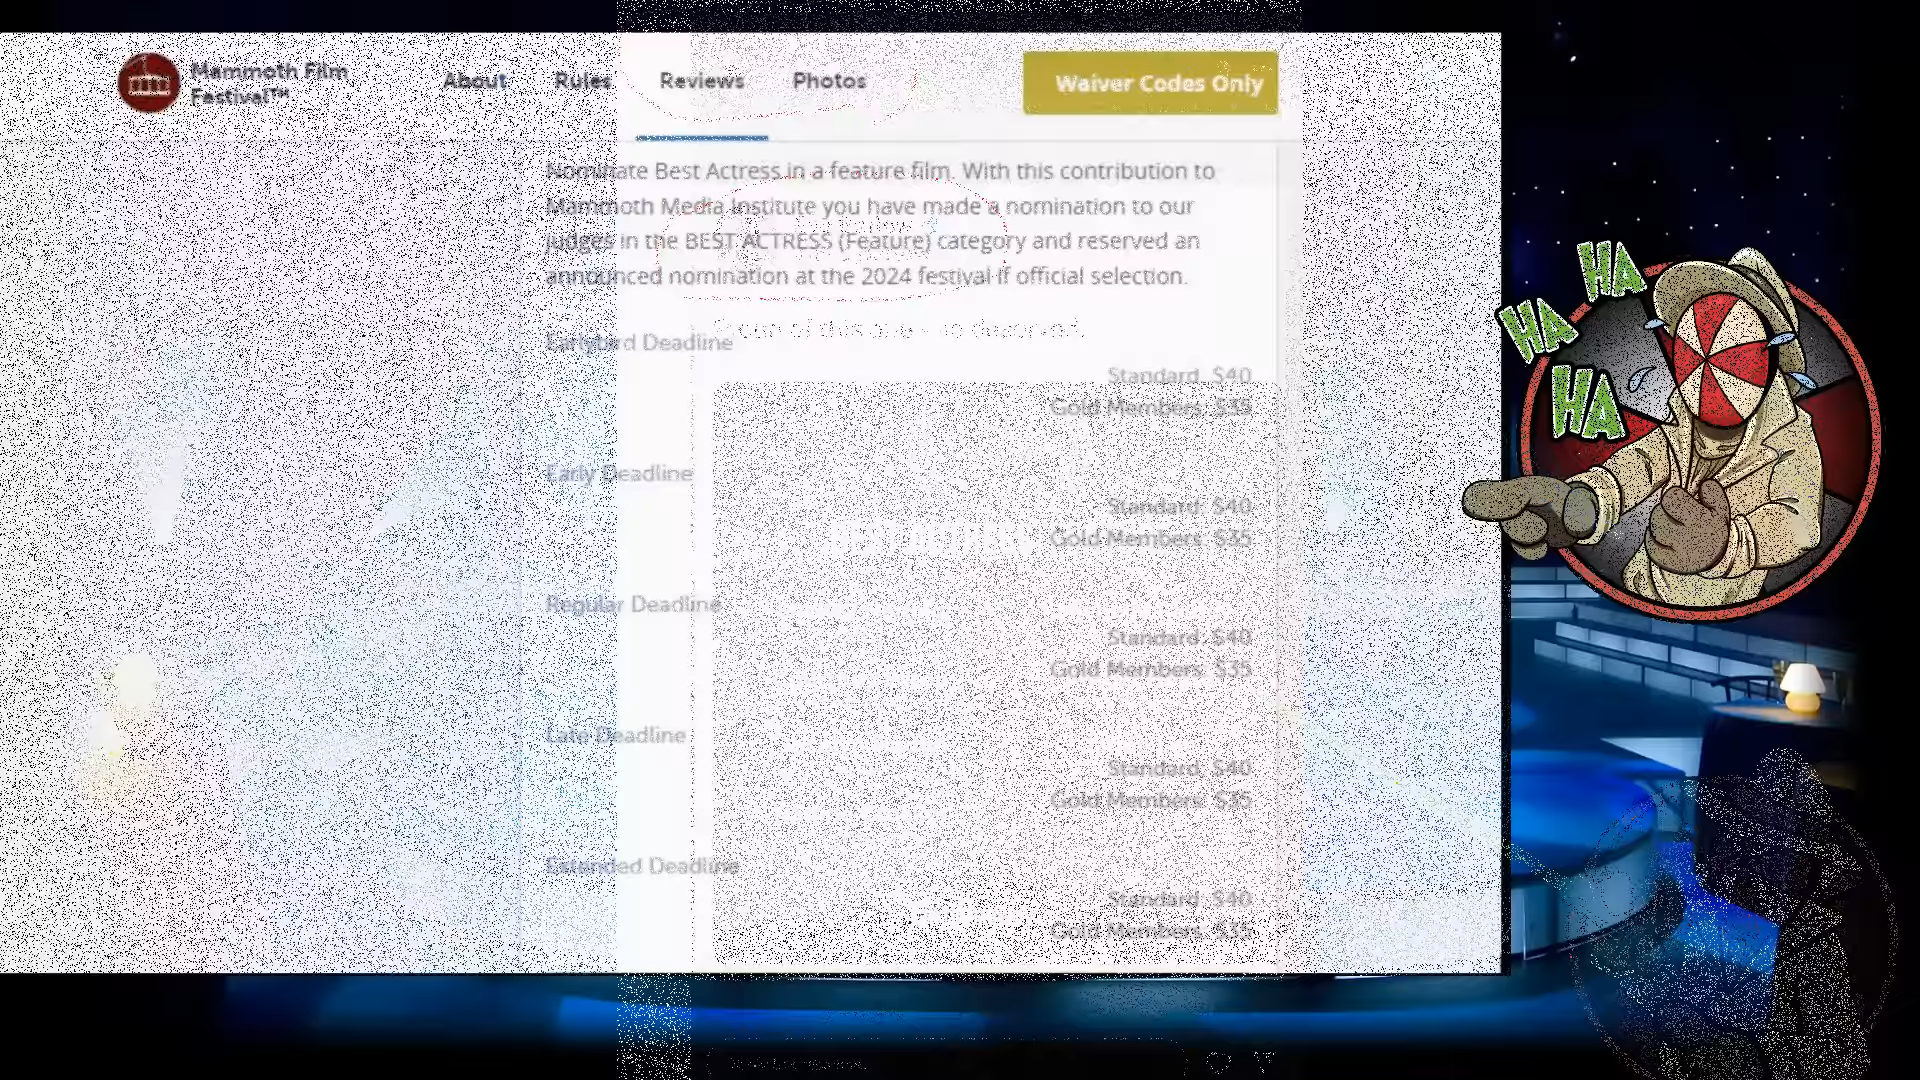 Mammoth Film
Festival™
About
Rules
Reviews
Photos
Waiver Codes Only
Nominate Best Actress in a feature film. With this contribution to
Mammoth Media Institute you have made a nomination to our
judges in the BEST ACTRESS (Feature) category and reserved an
announced nomination at the 2024 festival if official selection.
of this
deserved.
Earlybird Deadline
Standard: $40
Gold Members: $35
Early Deadline
Standard: $40
Gold Members: $35
Regular Deadline
Standard: $40
Gold Members: $35
Late Deadline
Standard: $40
Gold Members: $35
Extended Deadline
Standard: $40
Gold Members: $35
HA
HA
HA